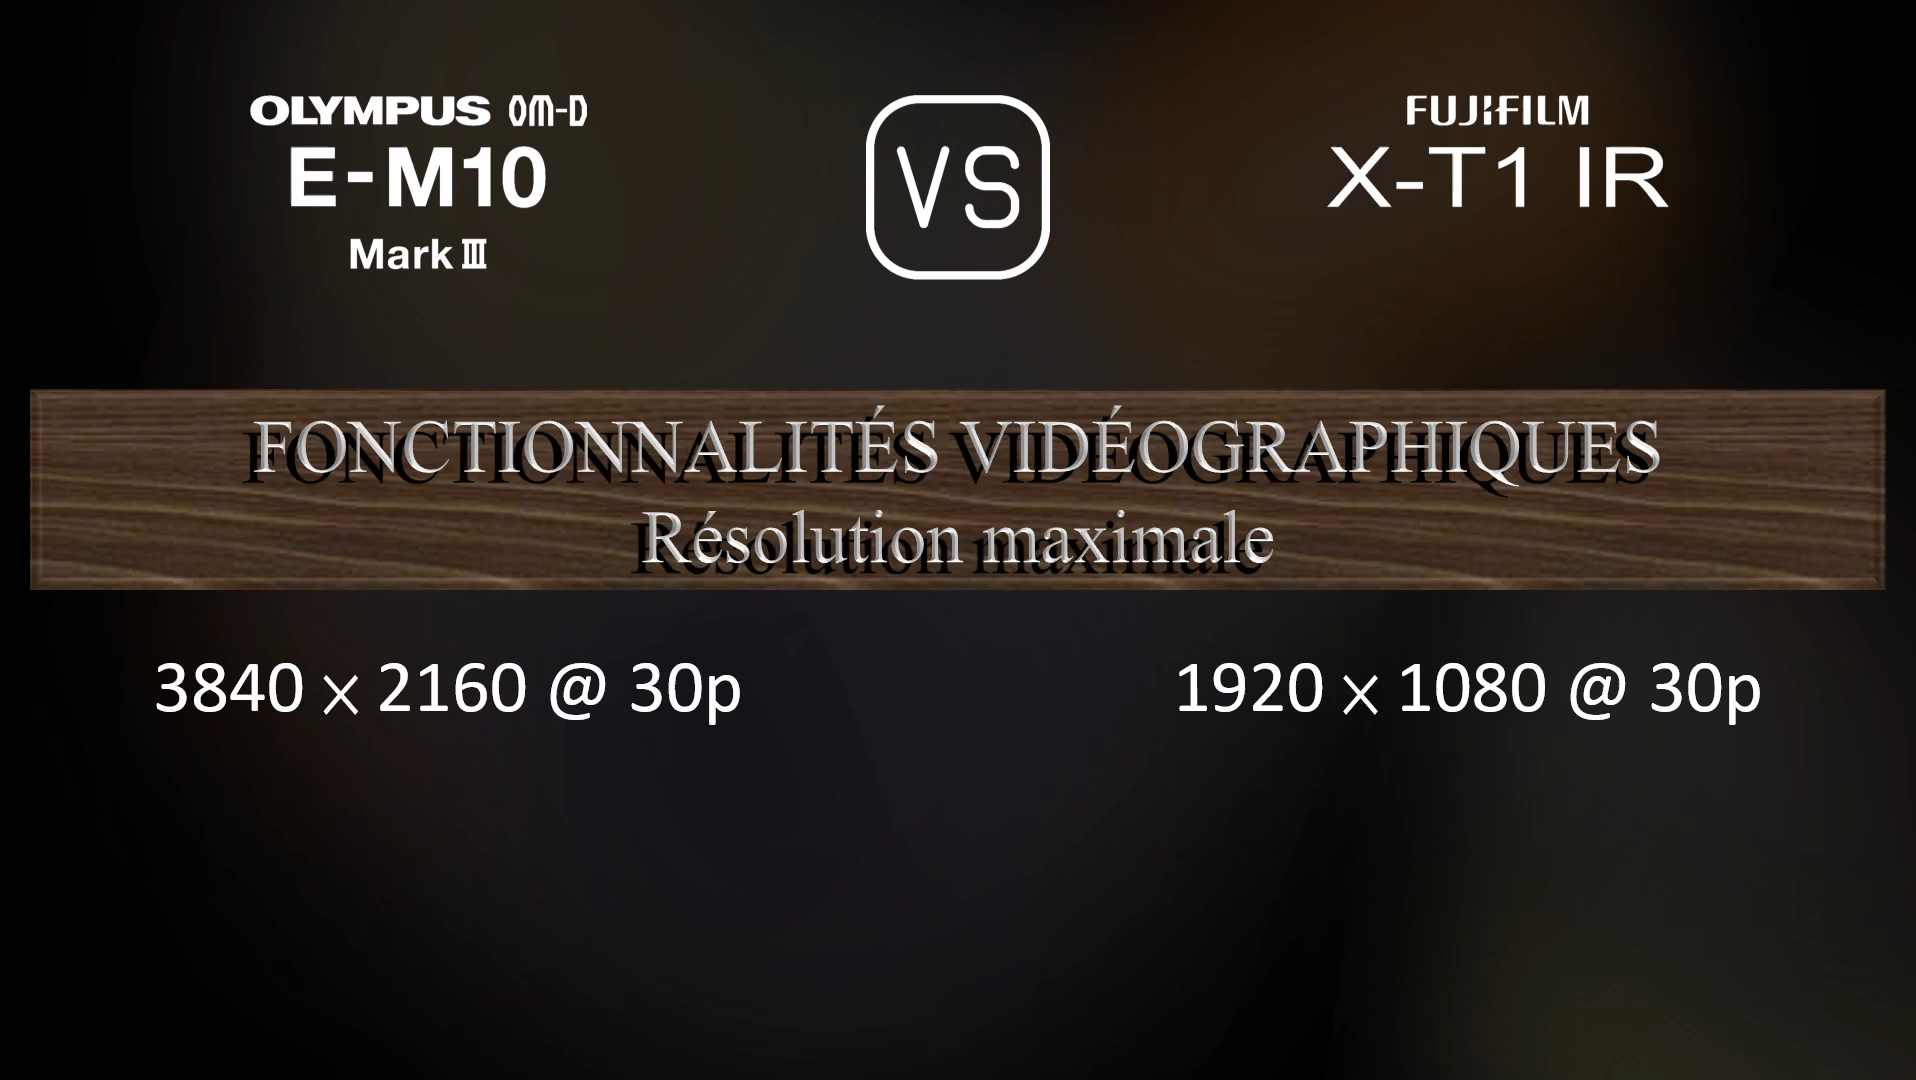 OLYMPUS OM-D
E-M10
Mark III
VS
FUJIFILM
X-T1 IR
FONCTIONNALITÉS VIDÉOGRAPHIQUES
Résolution maximale
3840 x 2160 @ 30p
1920 x 1080 @ 30p